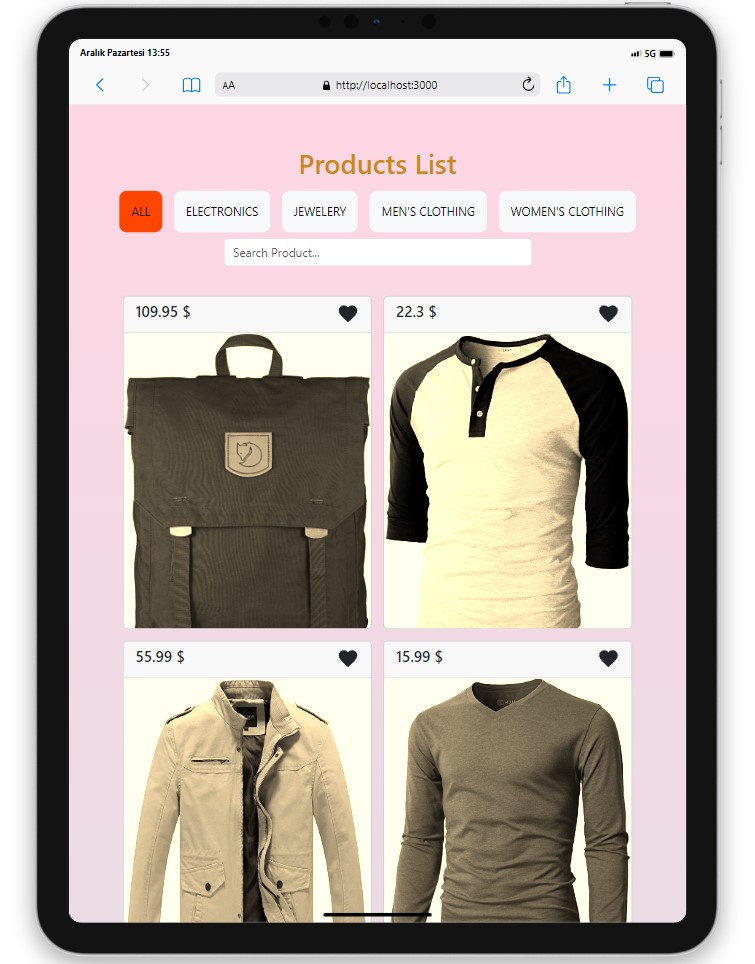 Aralık Pazartesi 13:55
5G
AA
http://localhost:3000
Products List
ALL
ELECTRONICS
JEWELERY
MEN'S CLOTHING
WOMEN'S CLOTHING
Search Product...
109.95 $
22.3 $
55.99 $
15.99 $